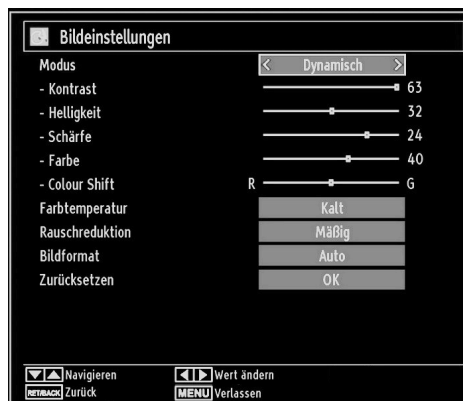 Bildeinstellungen
Modus Dynamisch
- Kontrast 63
- Helligkeit 32
- Schärfe 24
- Farbe 40
- Colour Shift R G
Farbtemperatur Kalt
Rauschreduktion Mäßig
Bildformat Auto
Zurücksetzen OK
Navigieren Wert ändern
RET/BACK Zurück MENU Verlassen